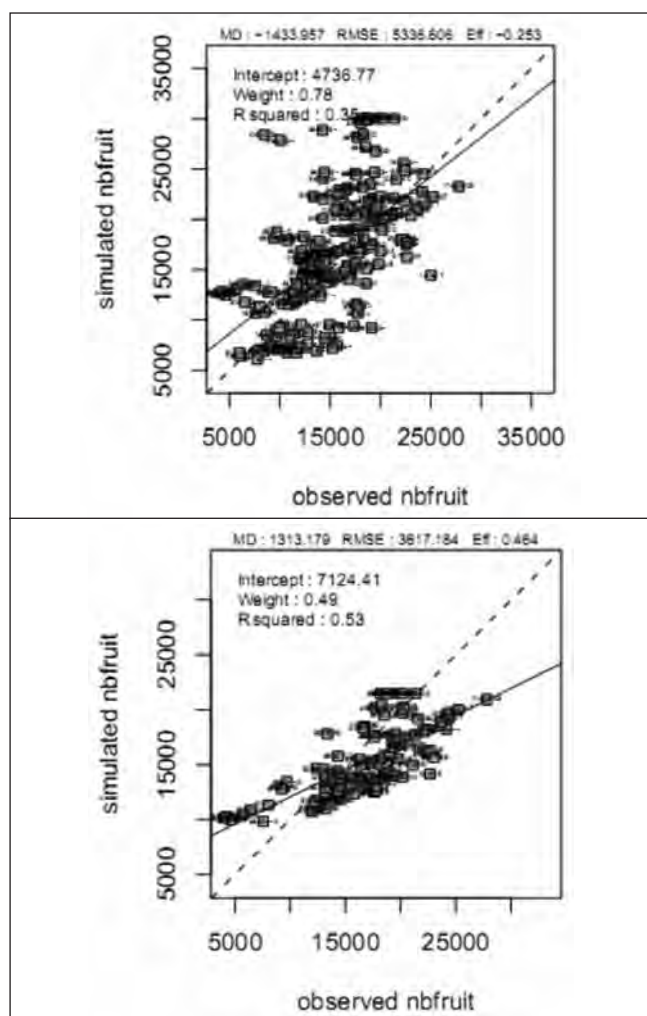 MD : −1433.957 RMSE : 5335.606 Eff : −0.253
Intercept : 4736.77
Weight : 0.78
R squared : 0.35
35000
25000
15000
5000
simulated nbfruit
5000 15000 25000 35000
observed nbfruit
MD : 1313.179 RMSE : 3617.184 Eff : 0.464
Intercept : 7124.41
Weight : 0.49
R squared : 0.53
25000
15000
5000
simulated nbfruit
5000 15000 25000
observed nbfruit